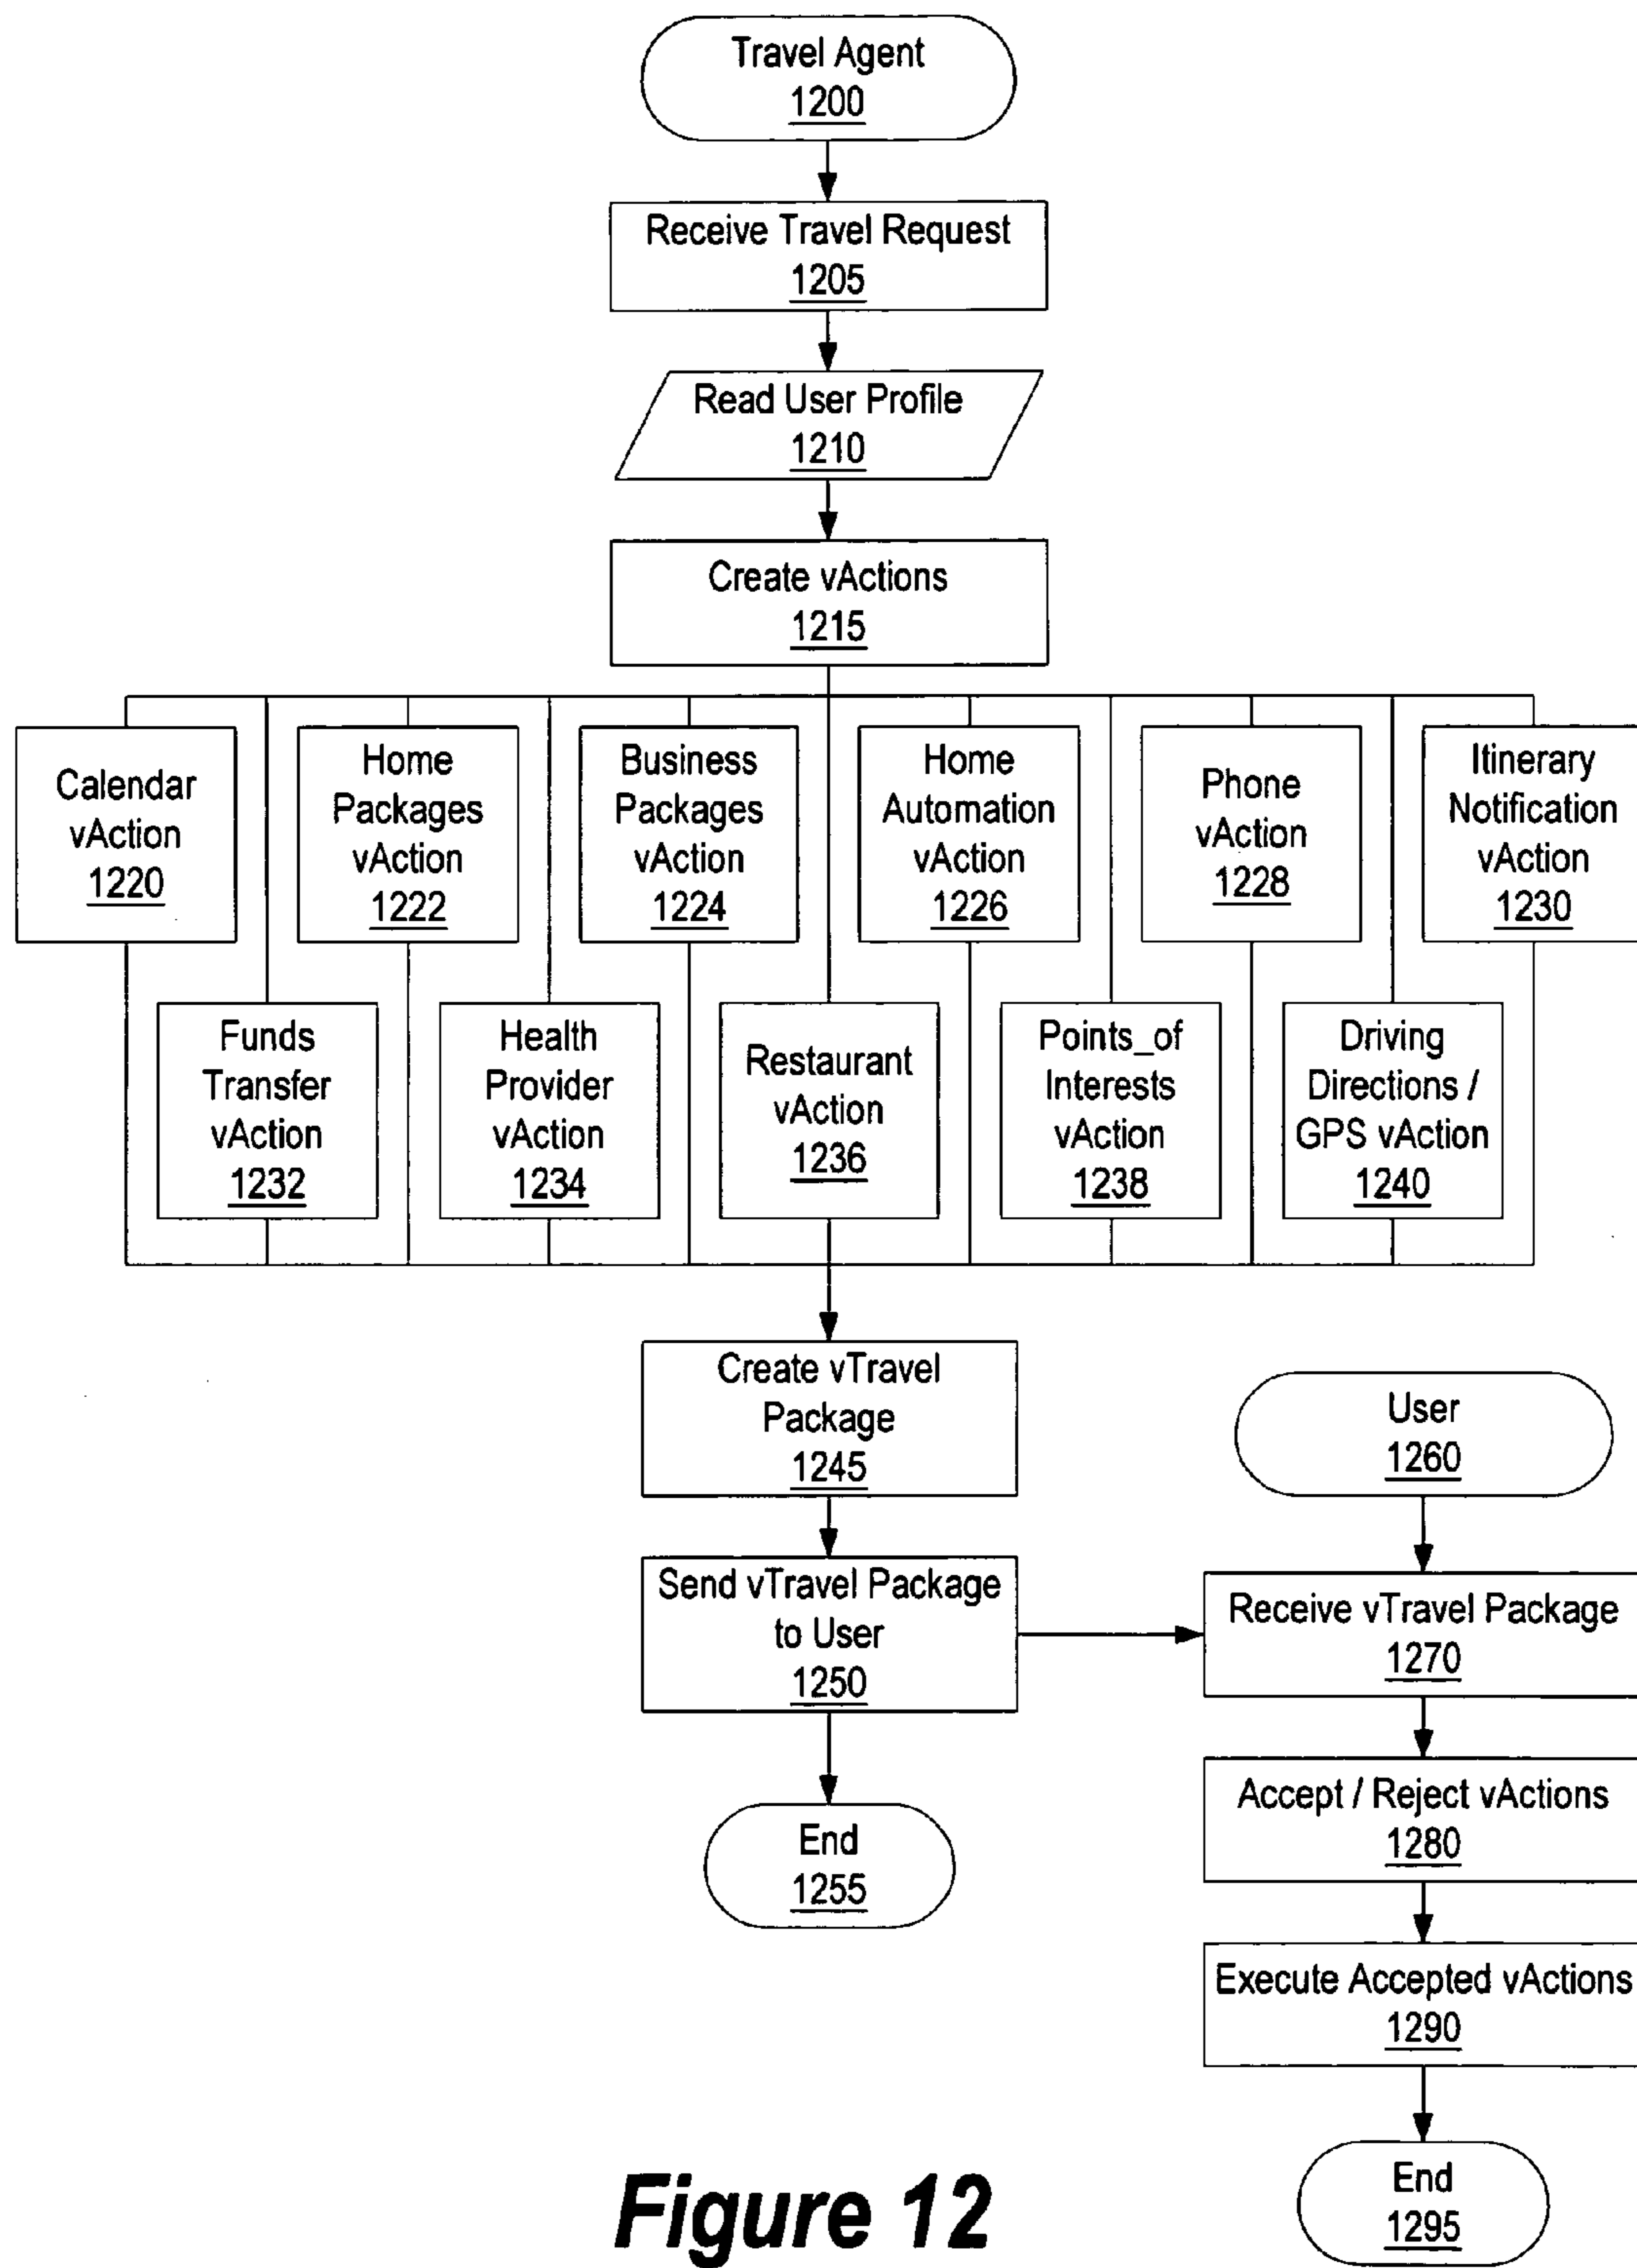 Travel Agent
1200
Receive Travel Request
1205
Read User Profile
1210
Create vActions
1215
Calendar
vAction
1220
Home
Packages
vAction
1222
Business
Packages
vAction
1224
Home
Automation
vAction
1226
Phone
vAction
1228
Itinerary
Notification
vAction
1230
Funds
Transfer
vAction
1232
Health
Provider
vAction
1234
Restaurant
vAction
1236
Points_of
Interests
vAction
1238
Driving
Directions /
GPS vAction
1240
Create vTravel
Package
1245
Send vTravel Package
to User
1250
End
1255
User
1260
Receive vTravel Package
1270
Accept / Reject vActions
1280
Execute Accepted vActions
1290
End
1295
Figure 12